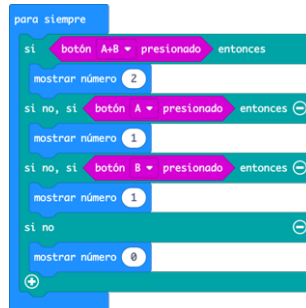 para siempre
si botón A+B presionado entonces
mostrar número 2
si no, si botón A presionado entonces
mostrar número 1
si no, si botón B presionado entonces
mostrar número 1
si no
mostrar número 0